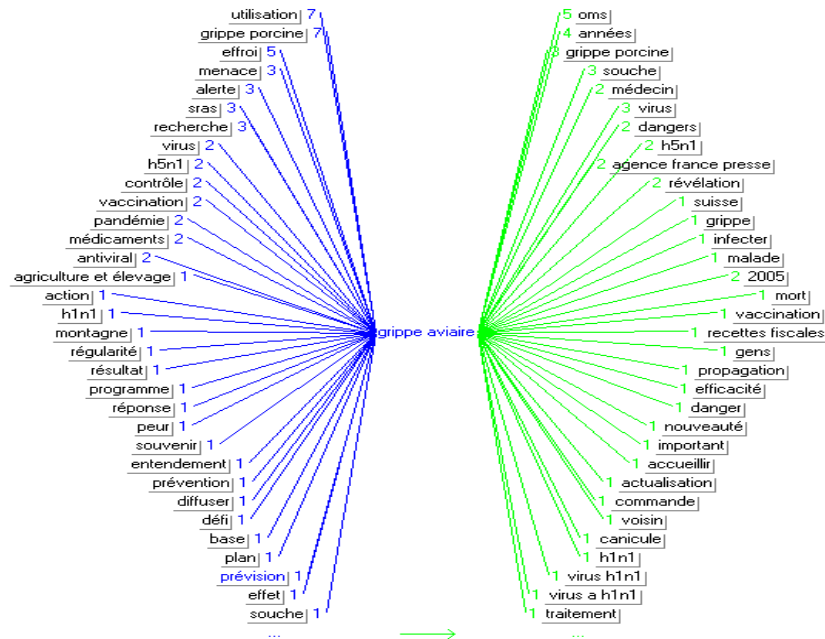 utilisation 7
grippe porcine 7
effroi 5
menace 3
alerte 3
sras 3
recherche 3
virus 2
h5n1 2
contrôle 2
vaccination 2
pandémie 2
médicaments 2
antiviral 2
agriculture et élevage 1
action 1
h1n1 1
montagne 1
régularité 1
résultat 1
programme 1
réponse 1
peur 1
souvenir 1
entendement 1
prévention 1
diffuser 1
défi 1
base 1
plan 1
prévision 1
effet 1
souche 1
...
grippe aviaire
5 oms
4 années
3 grippe porcine
3 souche
2 médecin
3 virus
2 dangers
2 h5n1
2 agence france presse
2 révélation
1 suisse
1 grippe
1 infecter
1 malade
2 2005
1 mort
1 vaccination
1 recettes fiscales
1 gens
1 propagation
1 efficacité
1 danger
1 nouveauté
1 important
1 accueillir
1 actualisation
1 commande
1 voisin
1 canicule
1 h1n1
1 virus h1n1
1 virus a h1n1
1 traitement
...